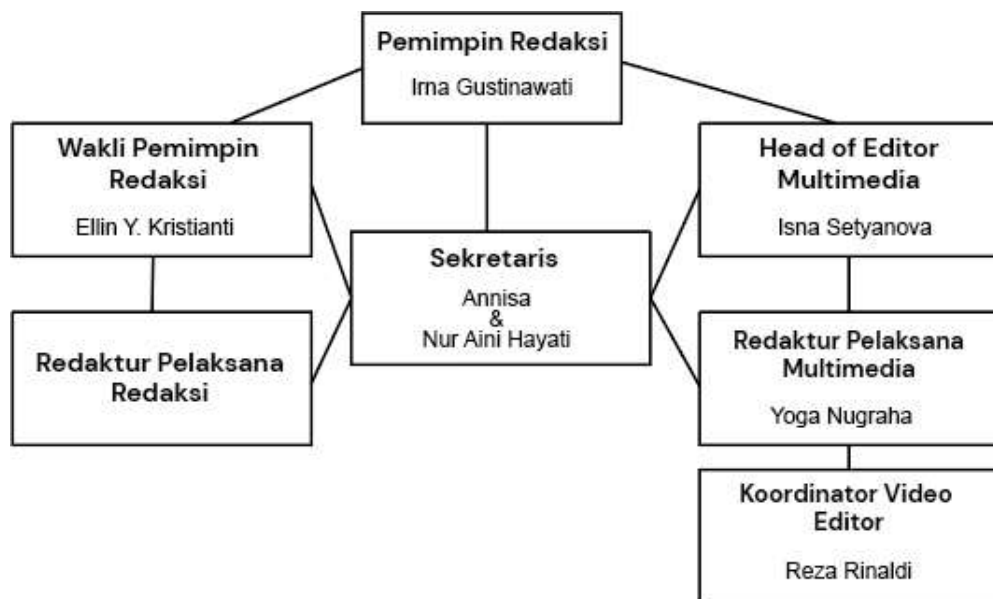 Pemimpin Redaksi
Irna Gustinawati
Wakli Pemimpin
Redaksi
Ellin Y. Kristianti
Head of Editor
Multimedia
Isna Setyanova
Sekretaris
Annisa
&
Nur Aini Hayati
Redaktur Pelaksana
Redaksi
Redaktur Pelaksana
Multimedia
Yoga Nugraha
Koordinator Video
Editor
Reza Rinaldi